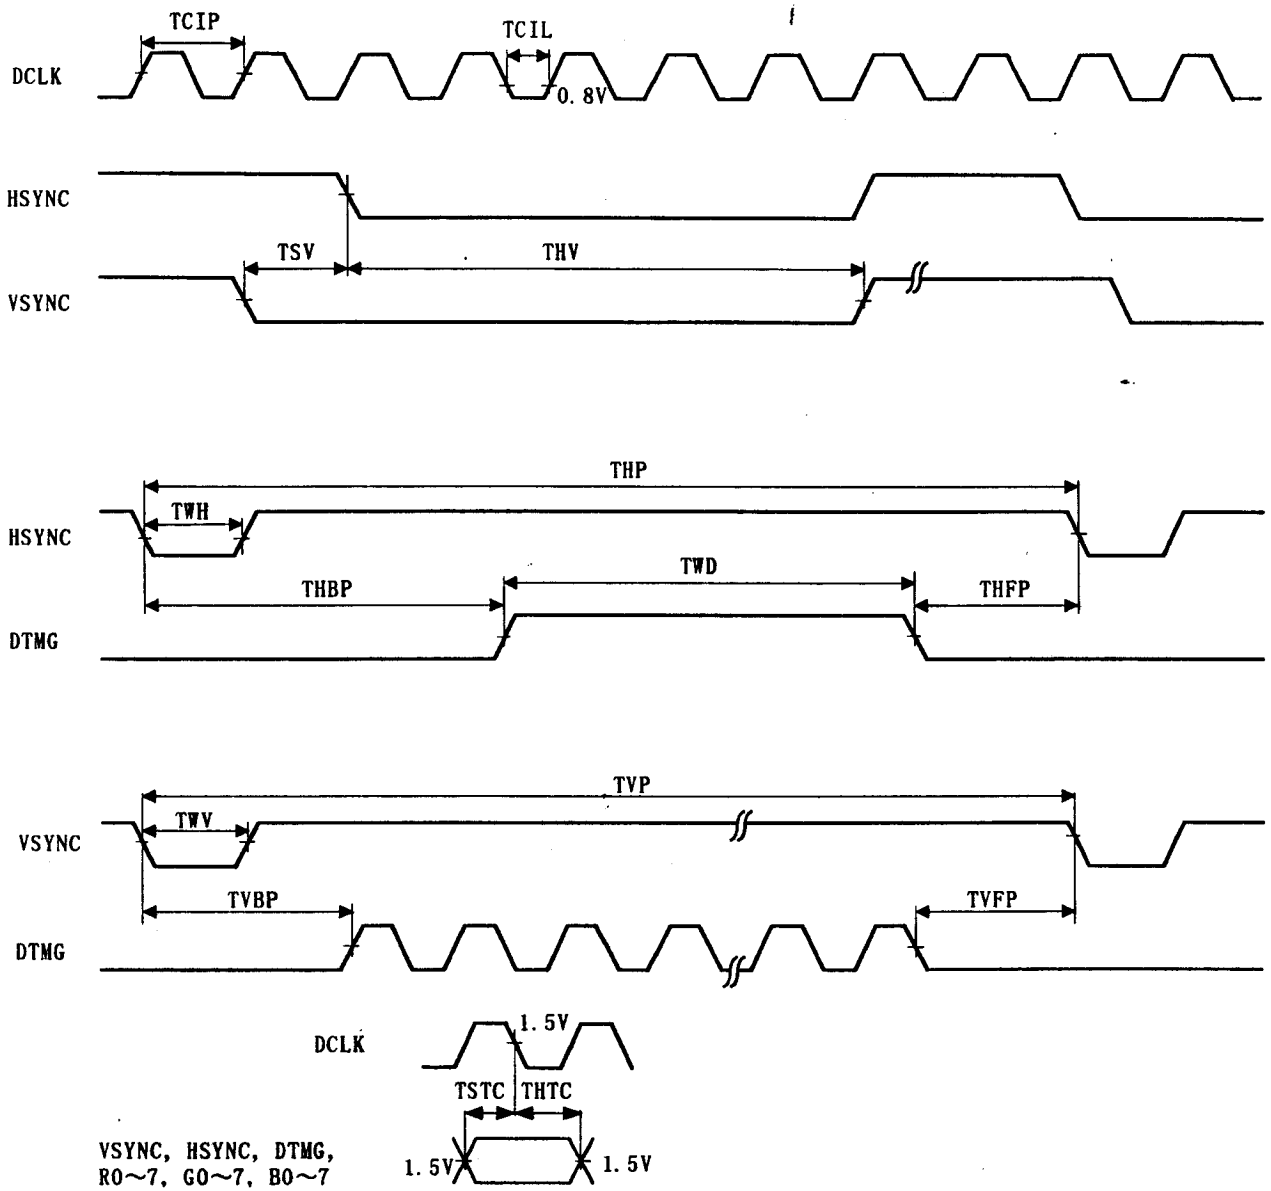 TCIP
TCIL
DCLK
0.8V
HSYNC
TSV
THV
VSYNC
THP
TWH
HSYNC
TWD
THBP
THFP
DTMG
TVP
TWV
VSYNC
TVBP
TVFP
DTMG
1.5V
DCLK
TSTC THTC
VSYNC, HSYNC, DTMG,
1.5V
1.5V
R0~7, G0~7, B0~7